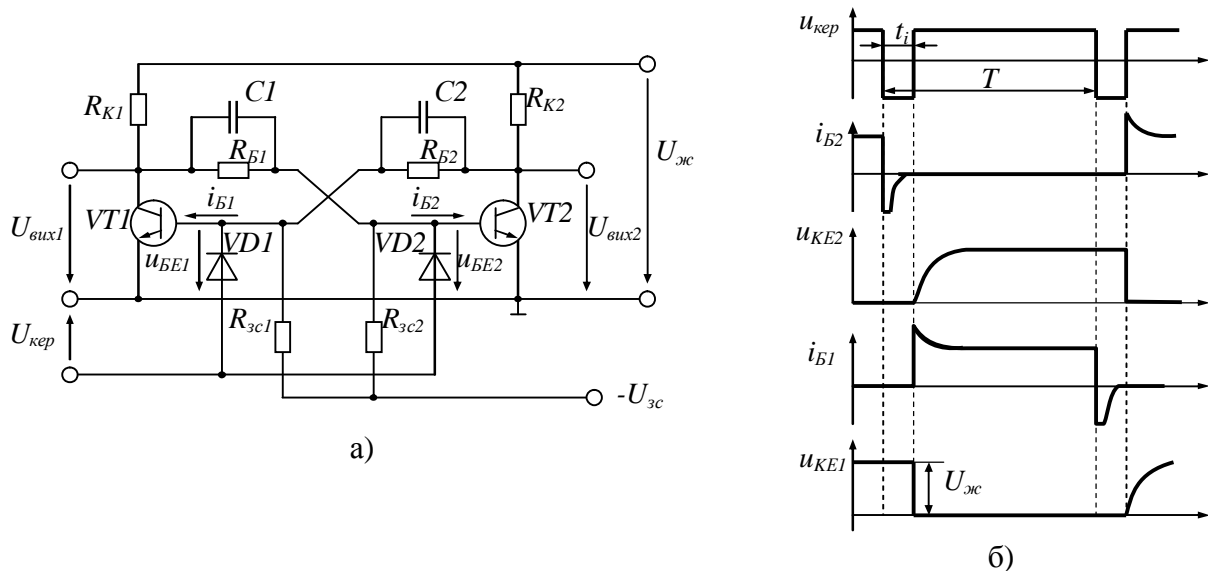 C1
C2
R_K1
R_K2
R_Б1
R_Б2
U_ж
i_Б1
i_Б2
VT1
VT2
U_вих1
VD1
VD2
U_вих2
u_БЕ1
u_БЕ2
R_зс1
R_зс2
U_кер
-U_зс
а)
u_кер
t_i
T
i_Б2
u_КЕ2
i_Б1
u_КЕ1
U_ж
б)